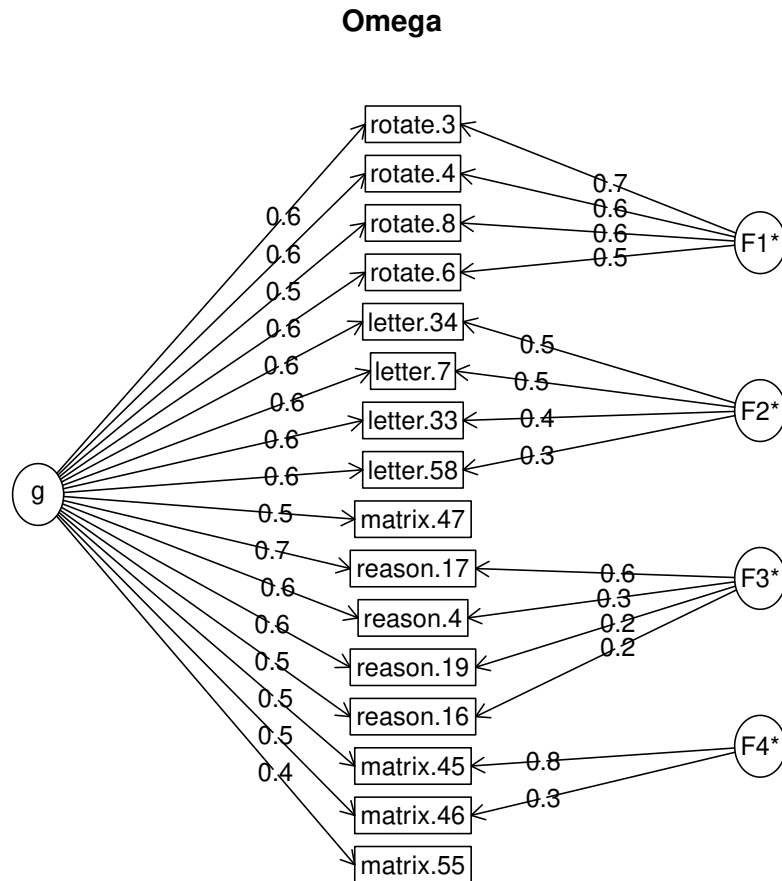 Omega
rotate.3
rotate.4
rotate.8
rotate.6
letter.34
letter.7
letter.33
letter.58
matrix.47
reason.17
reason.4
reason.19
reason.16
matrix.45
matrix.46
matrix.55
g
0.6
0.6
0.5
0.6
0.6
0.6
0.6
0.6
0.5
0.7
0.6
0.6
0.5
0.5
0.5
0.4
0.7
0.6
0.6
0.5
F1*
0.5
0.5
0.4
0.3
F2*
0.6
0.3
0.2
0.2
F3*
0.8
0.3
F4*